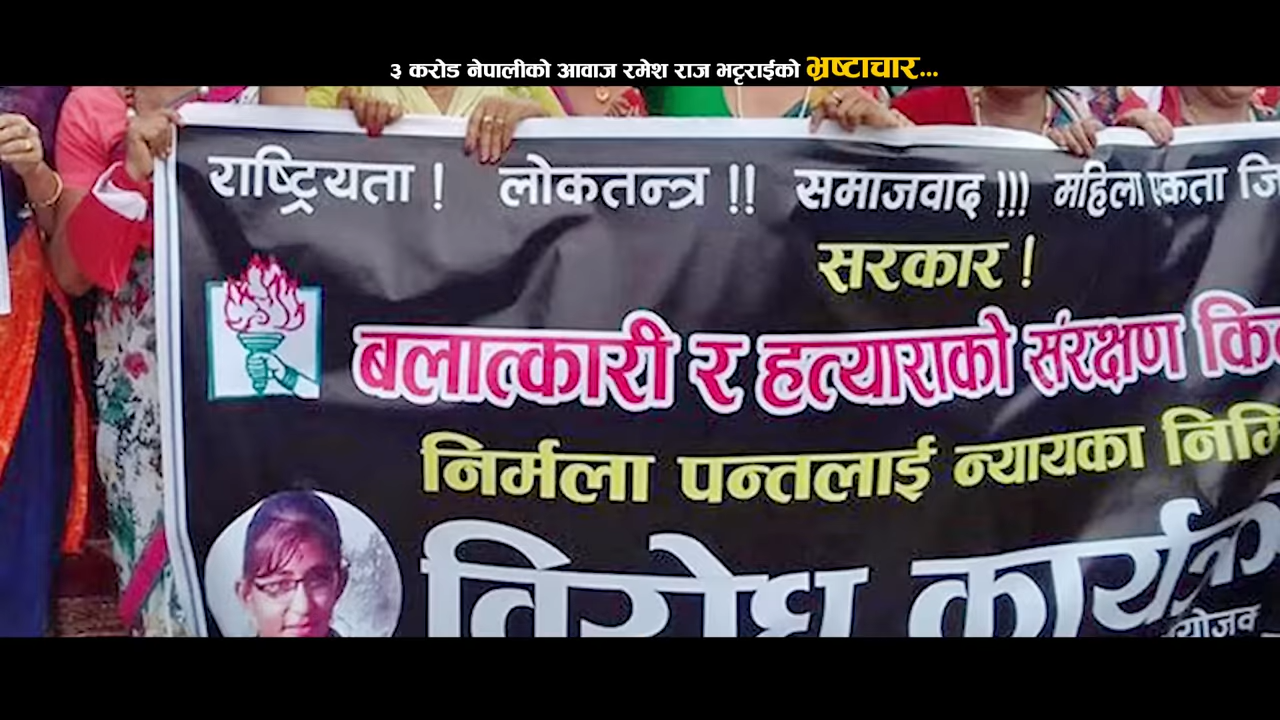 ३ करोड नेपालीको आवाज रमेश राज भट्टराईको भ्रष्टाचार...
राष्ट्रियता ! लोकतन्त्र !! समाजवाद !!! महिला एकता
सरकार !
बलात्कारी र हत्याराको संरक्षण
निर्मला पन्तलाई न्यायका
विरोध